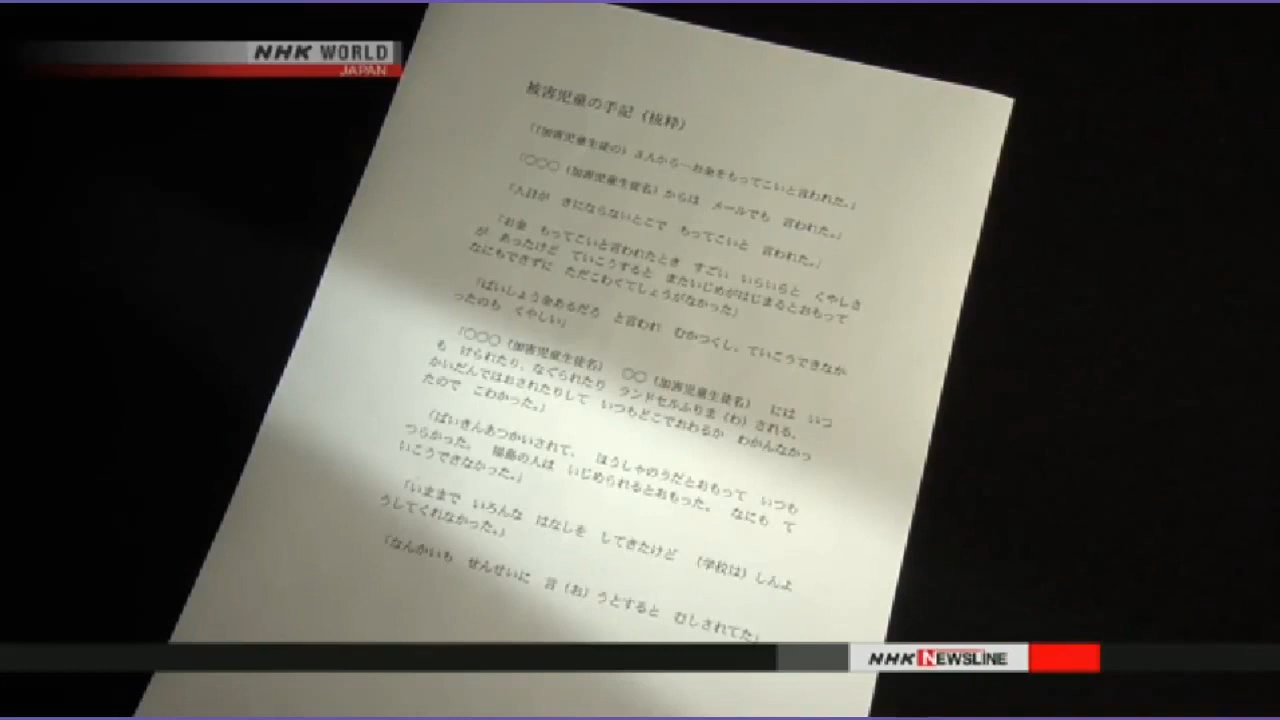 NHK WORLD
JAPAN
被害児童の手記（抜粋）
「（加害児童生徒の）3人から…お金をもってこいと言われた。」
「○○○（加害児童生徒名）からは　メールでも　言われた。」
「人目が　きにならないとこで　もってこいと　言われた。」
「お金　もってこいと言われたとき　すごい　いらいらと　くやしさ
が　あったけど　ていこうすると　またいじめがはじまるとおもって
なにもできずに　ただこわくてしょうがなかった」
「ばいしょう金あるだろ　と言われ　むかつくし、ていこうできなか
ったのも　くやしい」
「○○○（加害児童生徒名）　○○（加害児童生徒名）　には　いつ
も　けられたり、なぐられたり　ランドセルふりま（わ）される、
かいだんではおされたりして　いつもどこでおわるか　わかんなかっ
たので　こわかった。」
「ばいきんあつかいされて、　ほうしゃのうだとおもって　いつも
つらかった。　福島の人は　いじめられるとおもった。　なにも　て
いこうできなかった。」
「いままで　いろんな　はなしを　してきたけど　（学校は）しんよ
うしてくれなかった。」
「なんかいも　せんせいに　言（お）うとすると　むしされてた」
NHK NEWSLINE